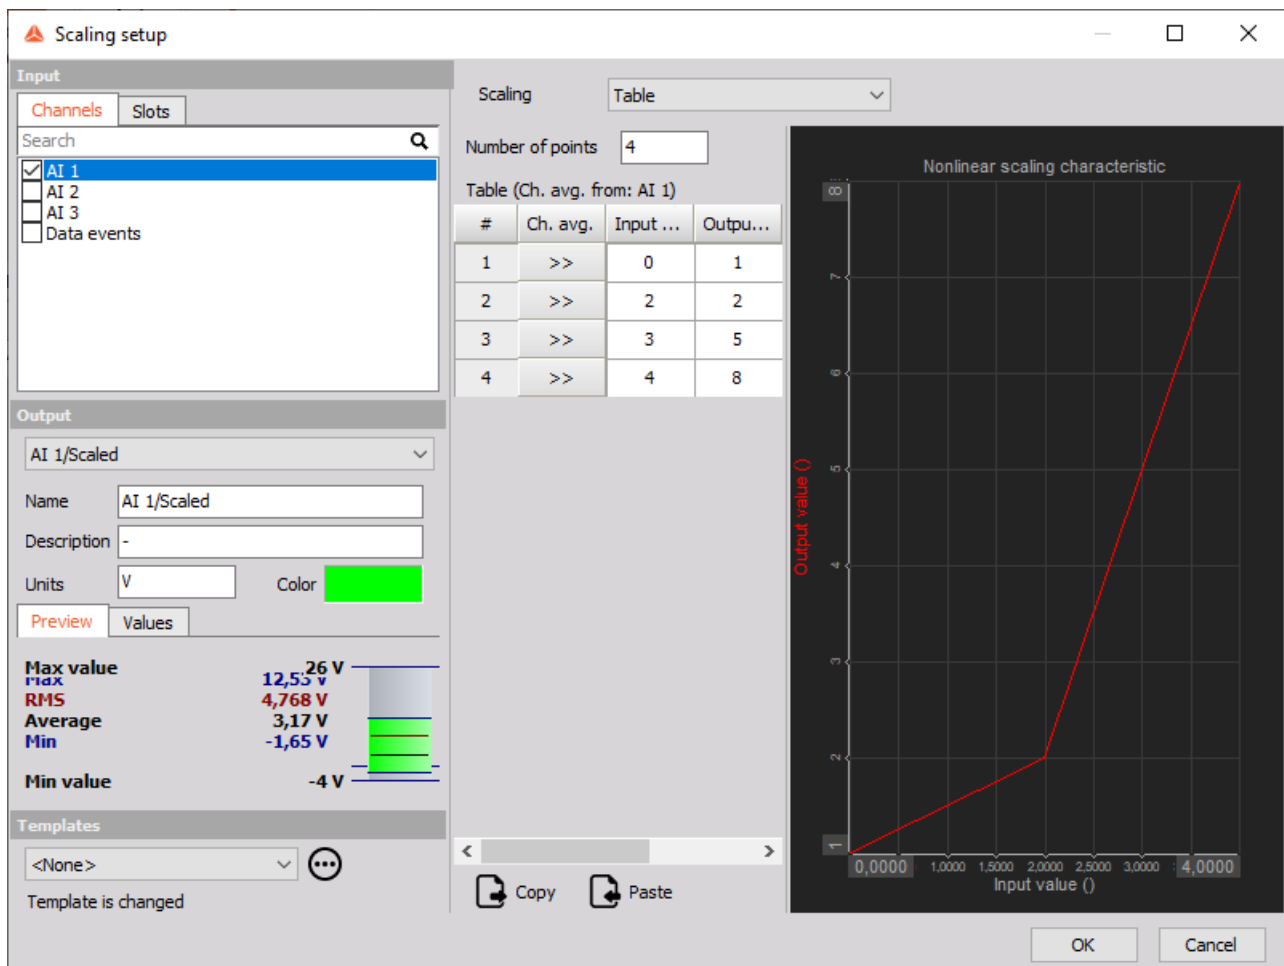 Scaling setup
Input
Channels Slots
Search
AI 1
AI 2
AI 3
Data events
Output
AI 1/Scaled
Name AI 1/Scaled
Description -
Units V Color
Preview Values
Max value 26 V
Max 12,53 V
RMS 4,768 V
Average 3,17 V
Min -1,65 V
Min value -4 V
Templates
<None>
Template is changed
Scaling Table
Number of points 4
Table (Ch. avg. from: AI 1)
# Ch. avg. Input ... Outpu...
1 >> 0 1
2 >> 2 2
3 >> 3 5
4 >> 4 8
Copy Paste
Nonlinear scaling characteristic
8
7
6
5
4
3
2
1
Output value ()
0,0000 1,0000 1,5000 2,0000 2,5000 3,0000 4,0000
Input value ()
OK Cancel